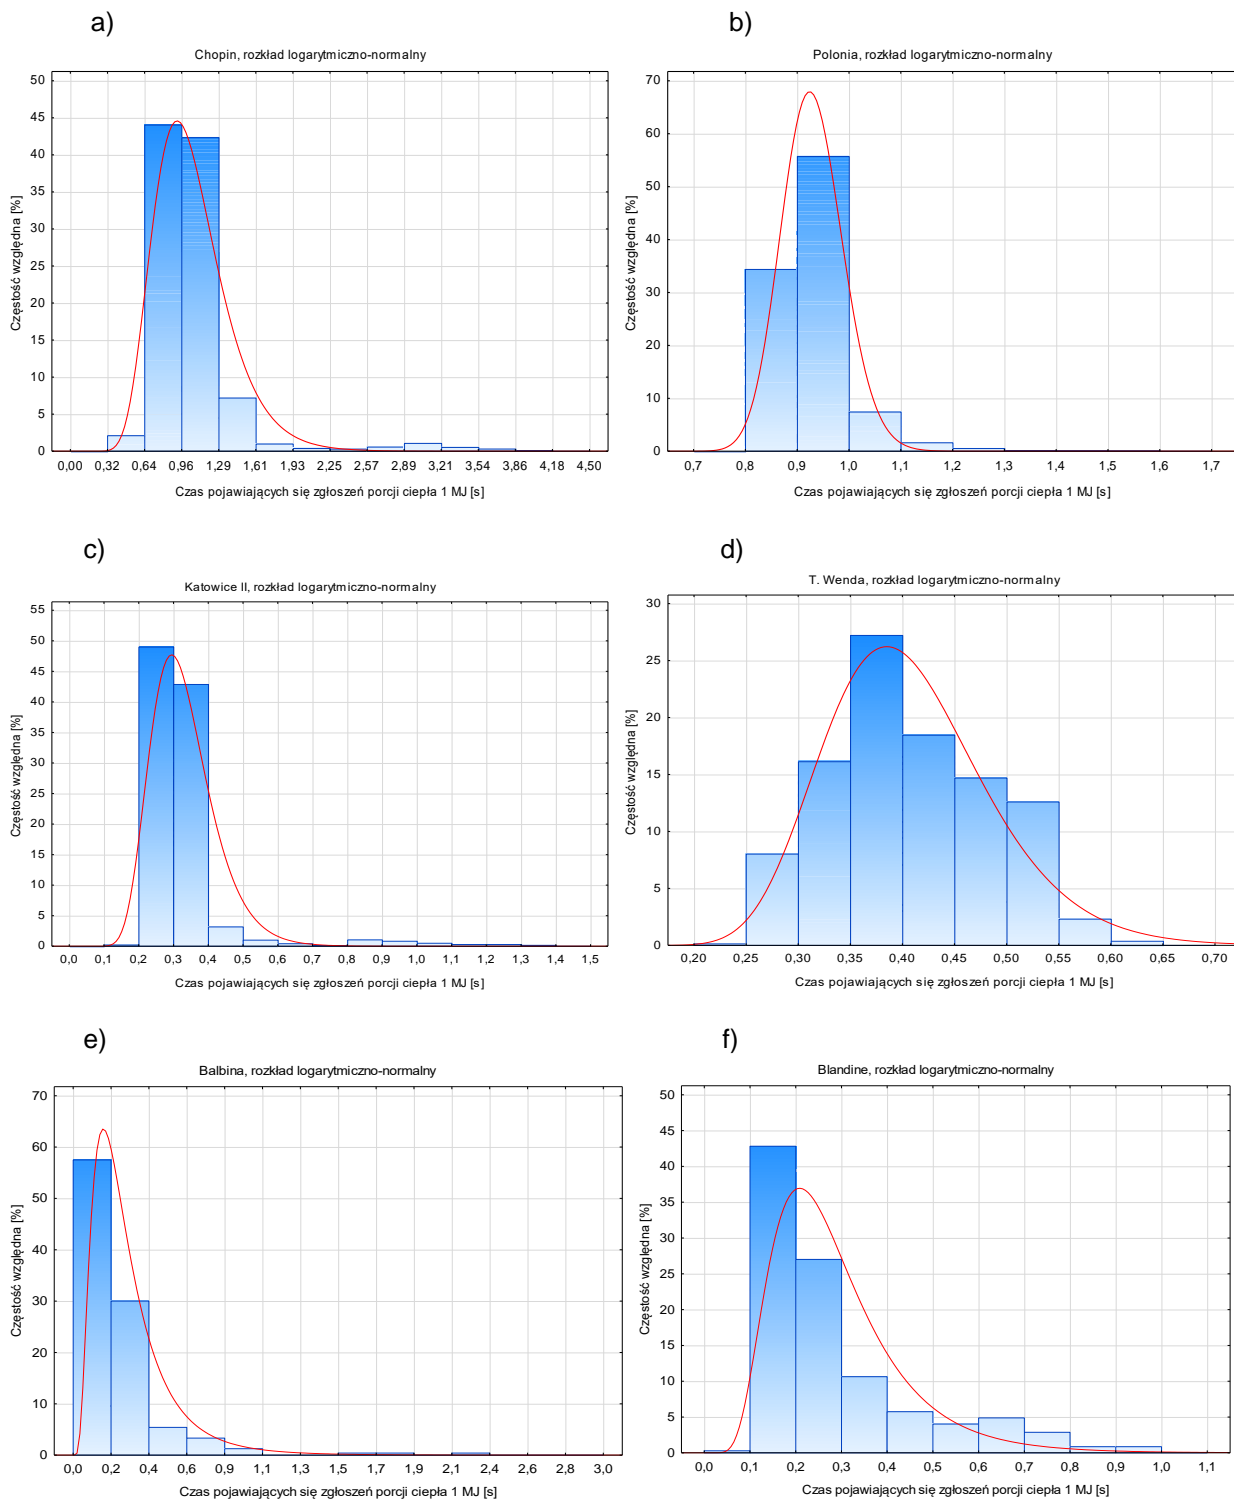 a)
Chopin, rozkład logarytmiczno-normalny
Częstość względna [%]
50
45
40
35
30
25
20
15
10
5
0
0,00 0,32 0,64 0,96 1,29 1,61 1,93 2,25 2,57 2,89 3,21 3,54 3,86 4,18 4,50
Czas pojawiających się zgłoszeń porcji ciepła 1 MJ [s]
b)
Polonia, rozkład logarytmiczno-normalny
Częstość względna [%]
70
60
50
40
30
20
10
0
0,7 0,8 0,9 1,0 1,1 1,2 1,3 1,4 1,5 1,6 1,7
Czas pojawiających się zgłoszeń porcji ciepła 1 MJ [s]
c)
Katowice II, rozkład logarytmiczno-normalny
Częstość względna [%]
55
50
45
40
35
30
25
20
15
10
5
0
0,0 0,1 0,2 0,3 0,4 0,5 0,6 0,7 0,8 0,9 1,0 1,1 1,2 1,3 1,4 1,5
Czas pojawiających się zgłoszeń porcji ciepła 1 MJ [s]
d)
T. Wenda, rozkład logarytmiczno-normalny
Częstość względna [%]
30
25
20
15
10
5
0
0,20 0,25 0,30 0,35 0,40 0,45 0,50 0,55 0,60 0,65 0,70
Czas pojawiających się zgłoszeń porcji ciepła 1 MJ [s]
e)
Balbina, rozkład logarytmiczno-normalny
Częstość względna [%]
70
60
50
40
30
20
10
0
0,0 0,2 0,4 0,6 0,9 1,1 1,3 1,5 1,7 1,9 2,1 2,4 2,6 2,8 3,0
Czas pojawiających się zgłoszeń porcji ciepła 1 MJ [s]
f)
Blandine, rozkład logarytmiczno-normalny
Częstość względna [%]
50
45
40
35
30
25
20
15
10
5
0
0,0 0,1 0,2 0,3 0,4 0,5 0,6 0,7 0,8 0,9 1,0 1,1
Czas pojawiających się zgłoszeń porcji ciepła 1 MJ [s]